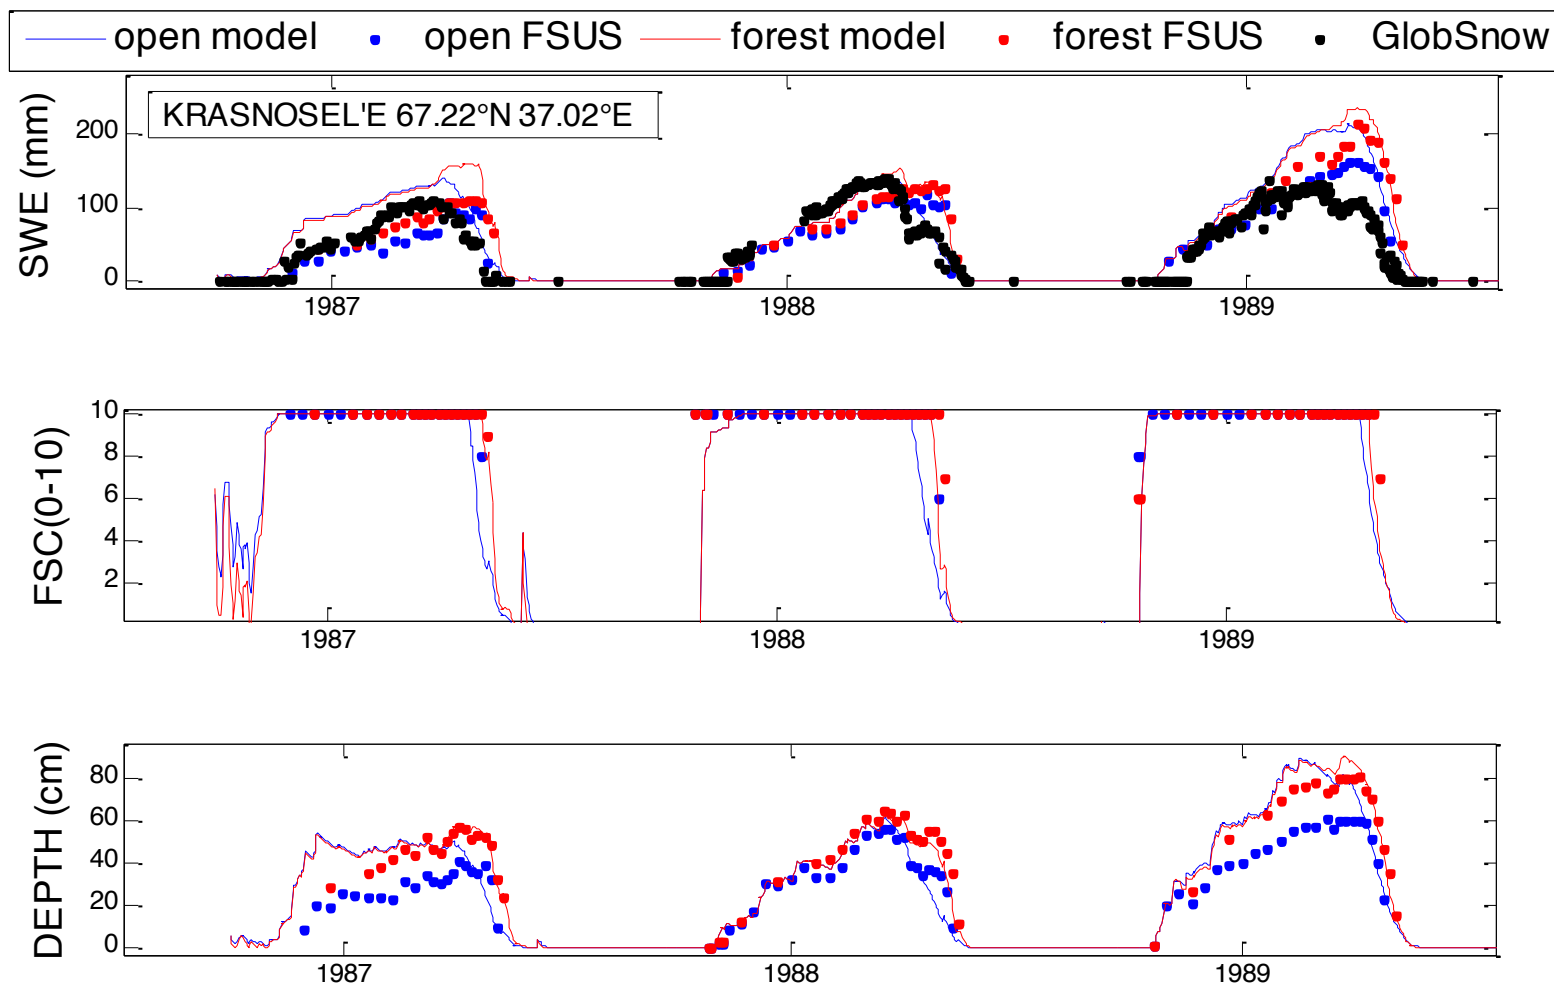 open model open FSUS forest model forest FSUS GlobSnow
KRASNOSEL'E 67.22°N 37.02°E
SWE (mm)
200
100
0
1987 1988 1989
FSC(0-10)
10
8
6
4
2
1987 1988 1989
DEPTH (cm)
80
60
40
20
0
1987 1988 1989